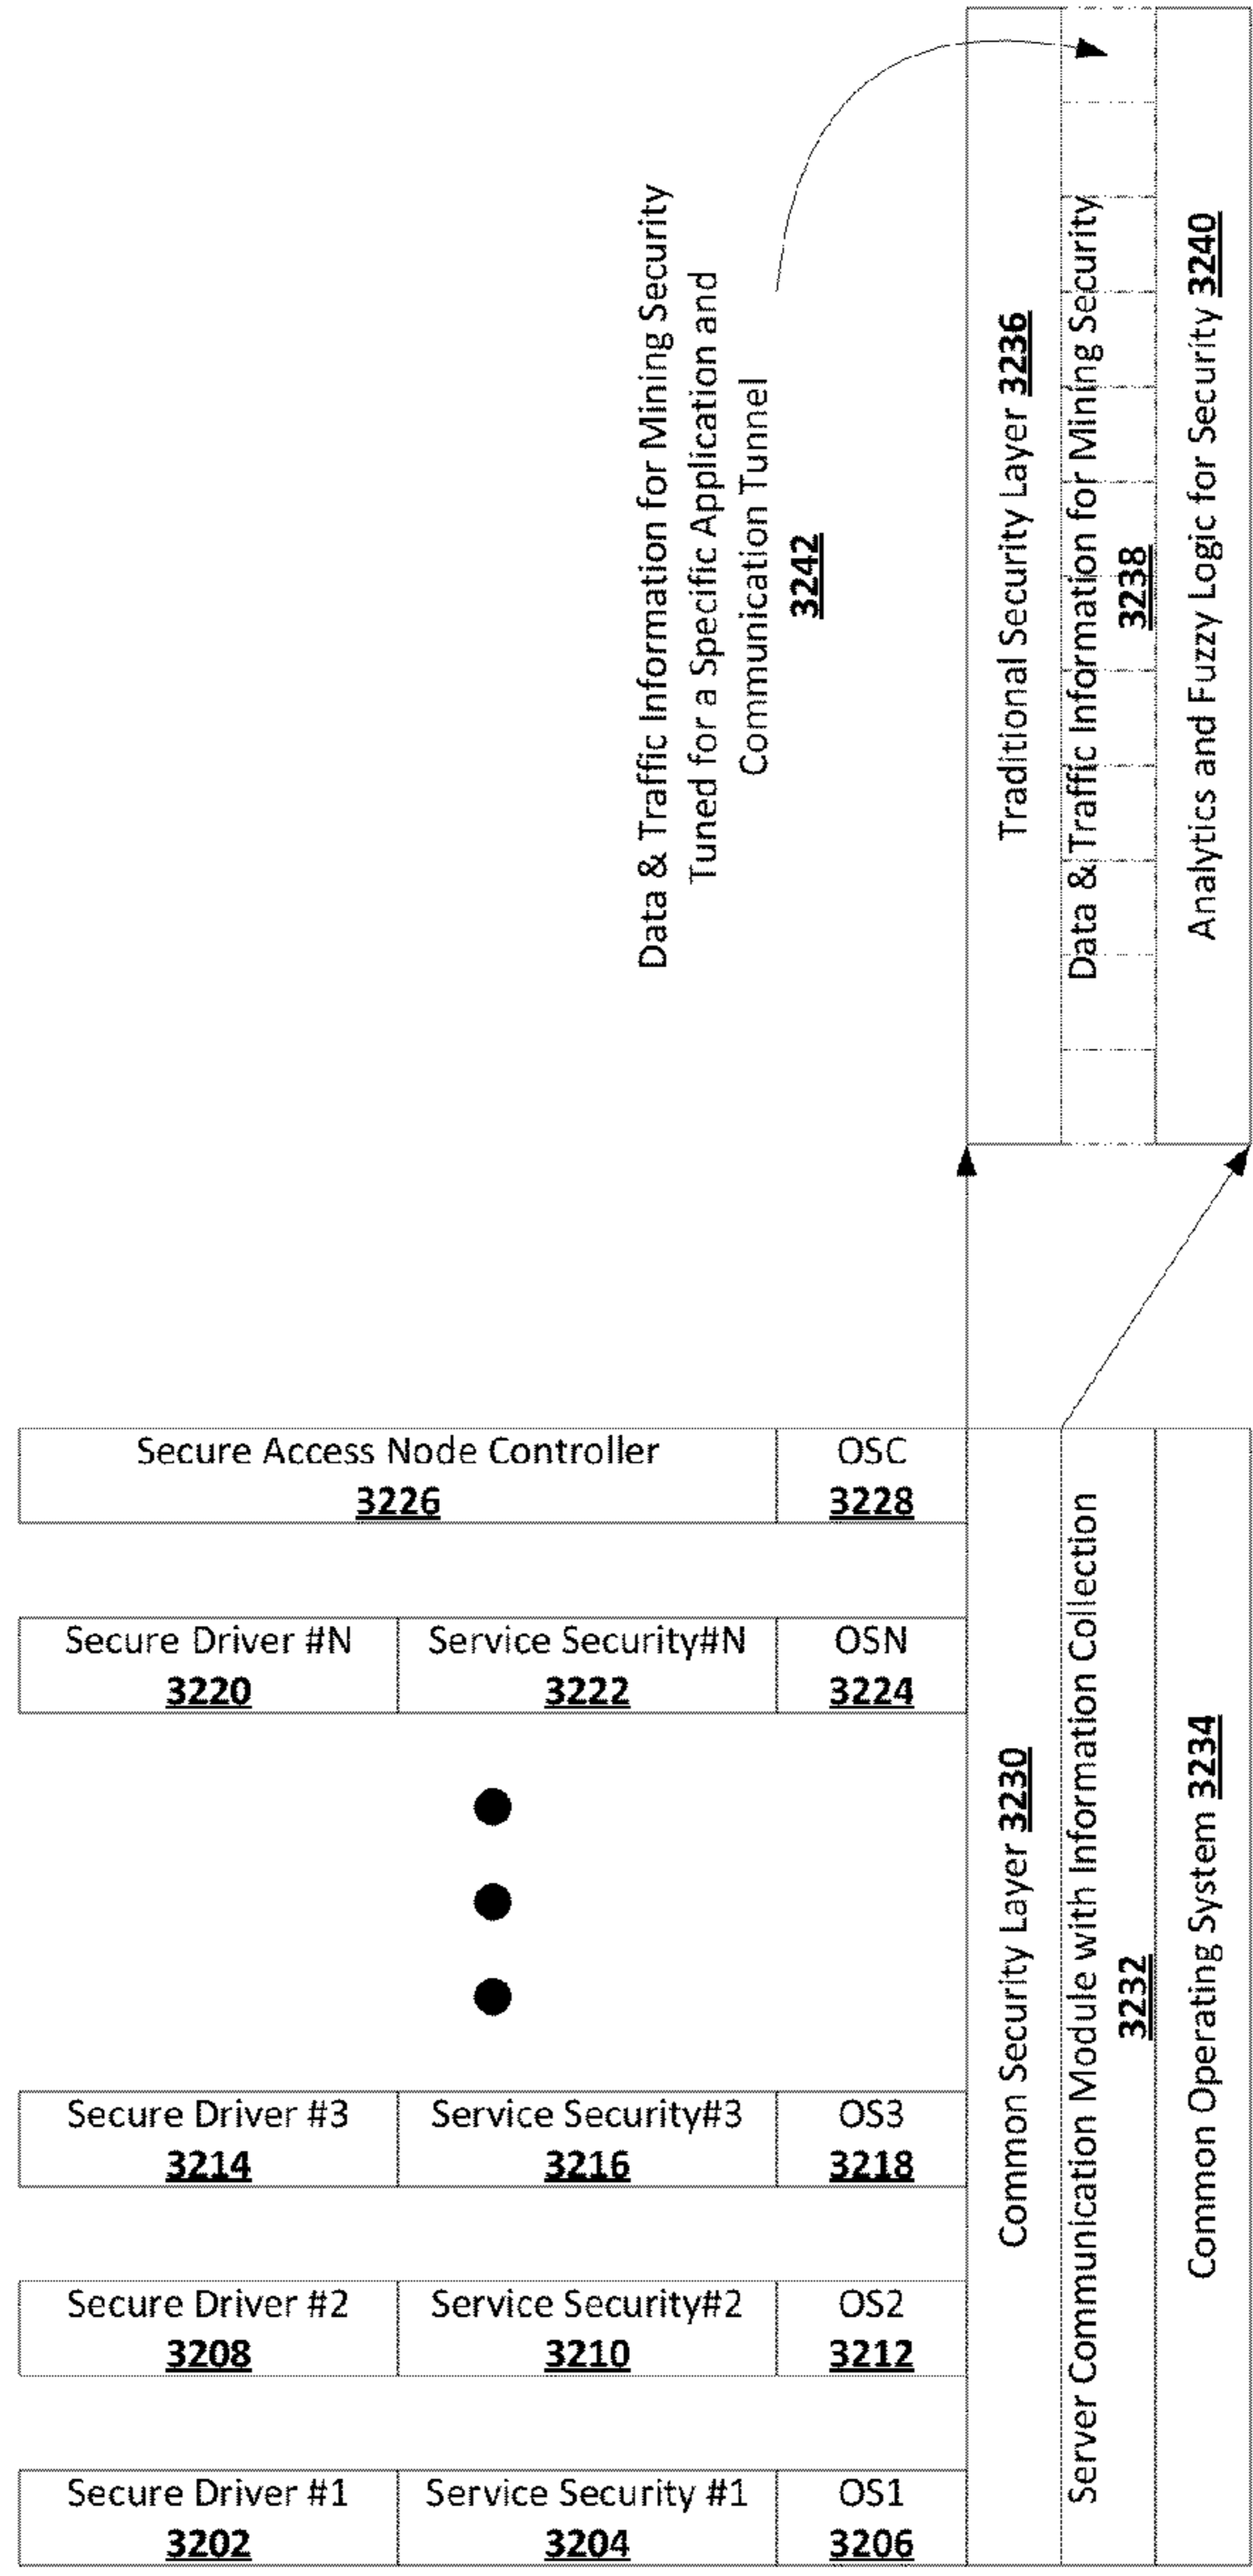 Secure Access Node Controller
3226
OSC
3228
Secure Driver #N
3220
Service Security#N
3222
OSN
3224
Secure Driver #3
3214
Service Security#3
3216
OS3
3218
Secure Driver #2
3208
Service Security#2
3210
OS2
3212
Secure Driver #1
3202
Service Security #1
3204
OS1
3206
Common Security Layer 3230
Server Communication Module with Information Collection
3232
Common Operating System 3234
Data & Traffic Information for Mining Security
Tuned for a Specific Application and
Communication Tunnel
3242
Traditional Security Layer 3236
Data & Traffic Information for Mining Security
3238
Analytics and Fuzzy Logic for Security 3240